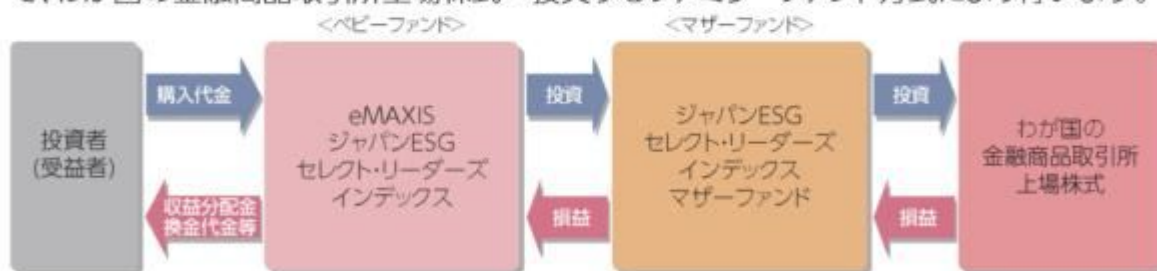 <ベビーファンド>
<マザーファンド>
投資者
(受益者)
購入代金
収益分配金
換金代金等
eMAXIS
ジャパンESG
セレクト・リーダーズ
インデックス
投資
損益
ジャパンESG
セレクト・リーダーズ
インデックス
マザーファンド
投資
損益
わが国の
金融商品取引所
上場株式